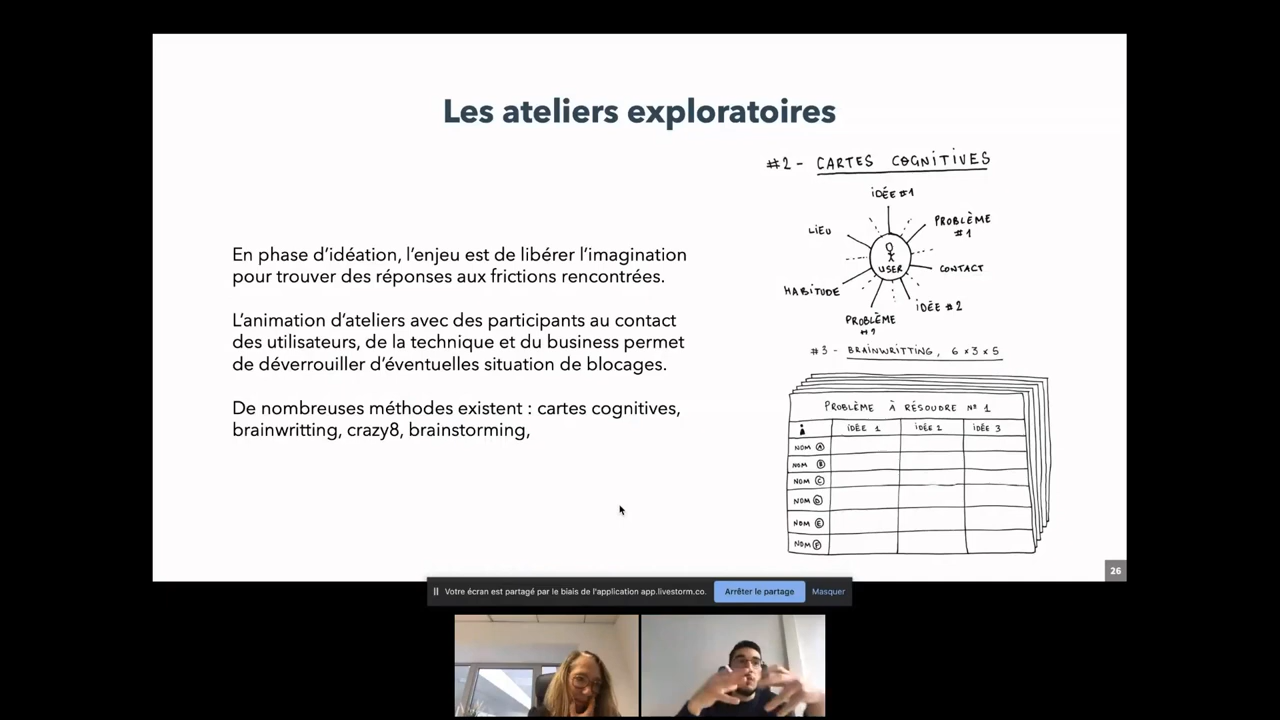 Les ateliers exploratoires
En phase d'idéation, l'enjeu est de libérer l'imagination
pour trouver des réponses aux frictions rencontrées.
L'animation d'ateliers avec des participants au contact
des utilisateurs, de la technique et du business permet
de déverrouiller d'éventuelles situation de blocages.
De nombreuses méthodes existent : cartes cognitives,
brainwritting, crazy8, brainstorming,
#2 - CARTES COGNITIVES
IDÉE #1
PROBLÈME
#1
LIEU
USER
CONTACT
HABITUDE
IDÉE #2
PROBLÈME
#3 - BRAINWRITTING, 6 x 3 x 5
PROBLÈME À RÉSOUDRE N° 1
IDÉE 1 IDÉE 2 IDÉE 3
NOM A
NOM B
NOM C
NOM D
NOM E
NOM F
26
Votre écran est partagé par le biais de l'application app.livestorm.co.
Arrêter le partage
Masquer